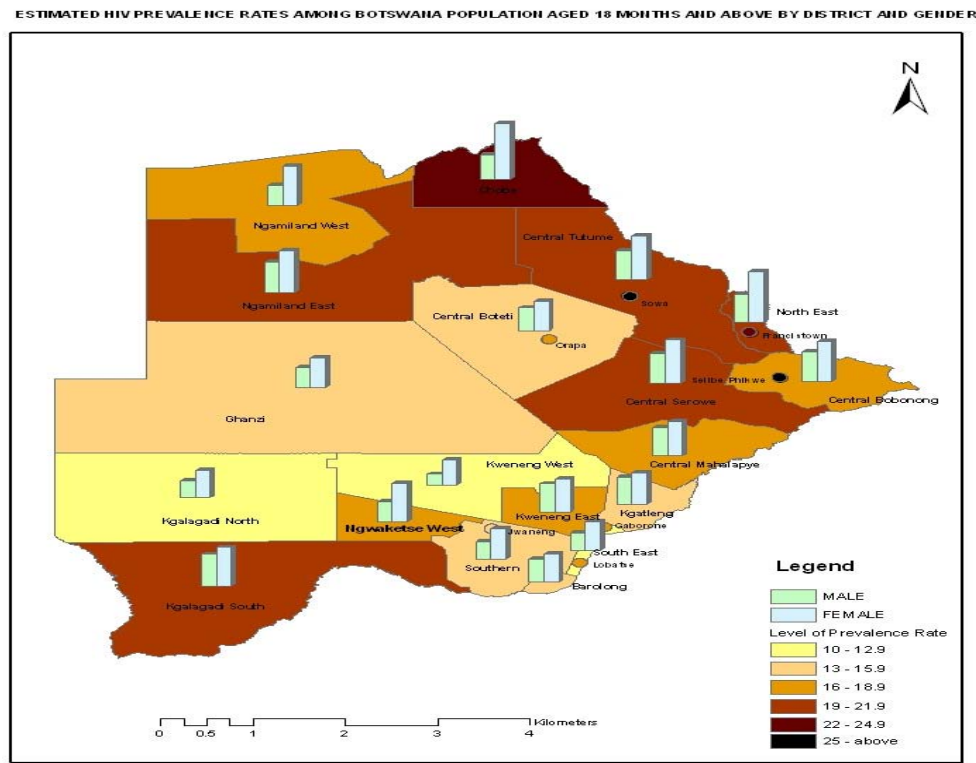 ESTIMATED HIV PREVALENCE RATES AMONG BOTSWANA POPULATION AGED 18 MONTHS AND ABOVE BY DISTRICT AND GENDER
N
Chobe
Ngamiland West
Central Tutume
Ngamiland East
Sowa
North East
Central Boteti
Francistown
Orapa
Selibe Phikwe
Central Serowe
Central Bobonong
Ghanzi
Central Mahalapye
Kweneng West
Kgalagadi North
Kweneng East
Kgatleng
Ngwaketse West
Jwaneng
Gaborone
South East
Southern
Lobatse
Barolong
Kgalagadi South
Legend
MALE
FEMALE
Level of Prevalence Rate
10 - 12.9
13 - 15.9
16 - 18.9
19 - 21.9
22 - 24.9
25 - above
Kilometers
0 0.5 1 2 3 4